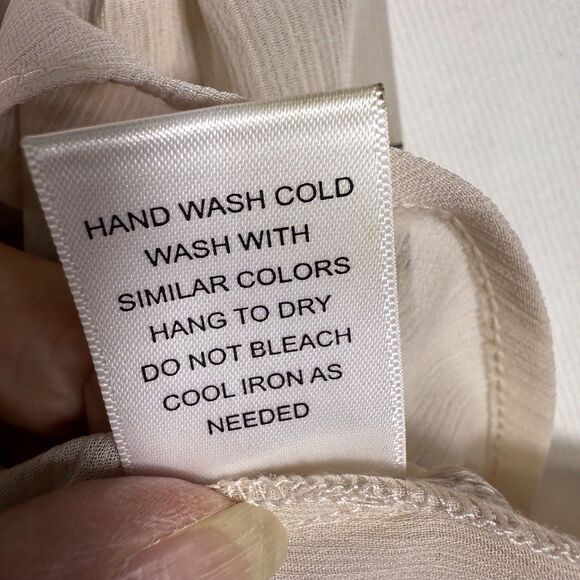 HAND WASH COLD
WASH WITH
SIMILAR COLORS
HANG TO DRY
DO NOT BLEACH
COOL IRON AS
NEEDED